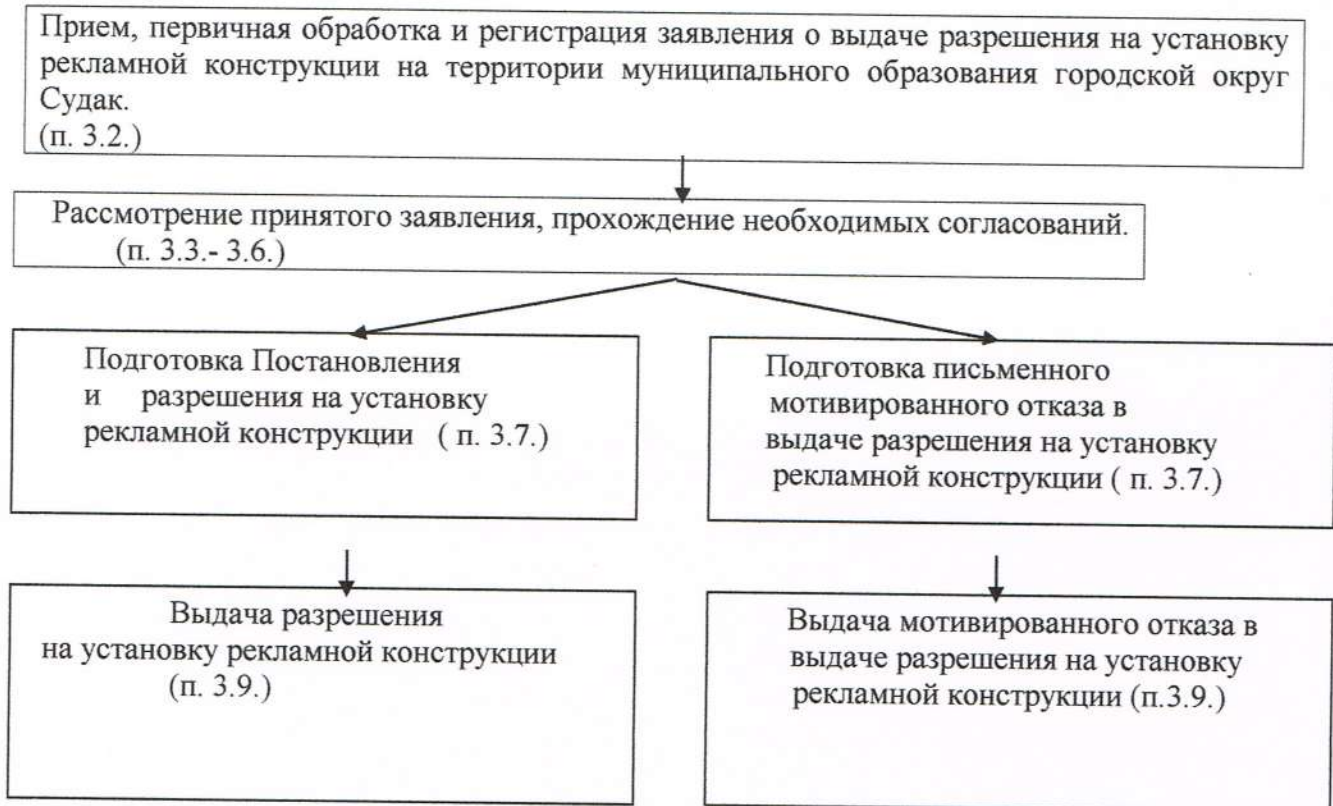 Прием, первичная обработка и регистрация заявления о выдаче разрешения на установку
рекламной конструкции на территории муниципального образования городской округ
Судак.
(п. 3.2.)
Рассмотрение принятого заявления, прохождение необходимых согласований.
(п. 3.3.- 3.6.)
Подготовка Постановления
и разрешения на установку
рекламной конструкции ( п. 3.7.)
Подготовка письменного
мотивированного отказа в
выдаче разрешения на установку
рекламной конструкции ( п. 3.7.)
Выдача разрешения
на установку рекламной конструкции
(п. 3.9.)
Выдача мотивированного отказа в
выдаче разрешения на установку
рекламной конструкции (п.3.9.)